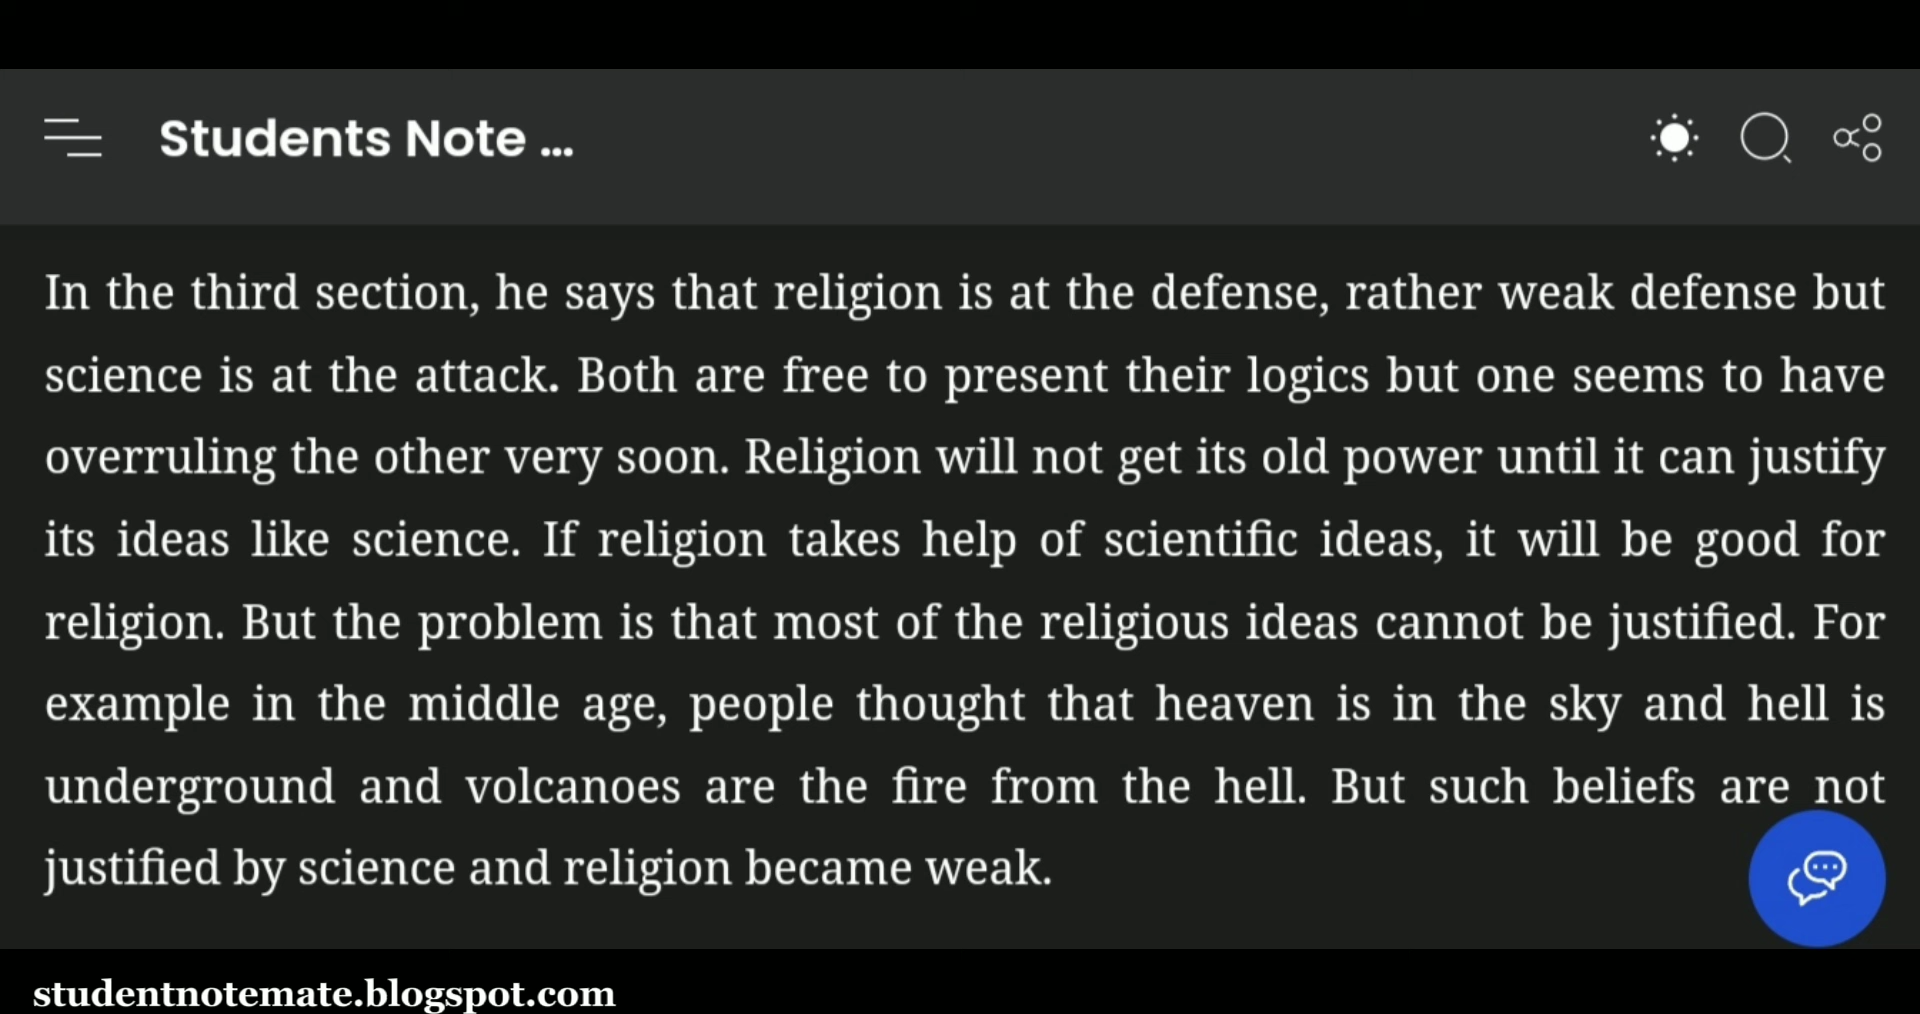 Students Note ...
In the third section, he says that religion is at the defense, rather weak defense but
science is at the attack. Both are free to present their logics but one seems to have
overruling the other very soon. Religion will not get its old power until it can justify
its ideas like science. If religion takes help of scientific ideas, it will be good for
religion. But the problem is that most of the religious ideas cannot be justified. For
example in the middle age, people thought that heaven is in the sky and hell is
underground and volcanoes are the fire from the hell. But such beliefs are not
justified by science and religion became weak.
studentnotemate.blogspot.com